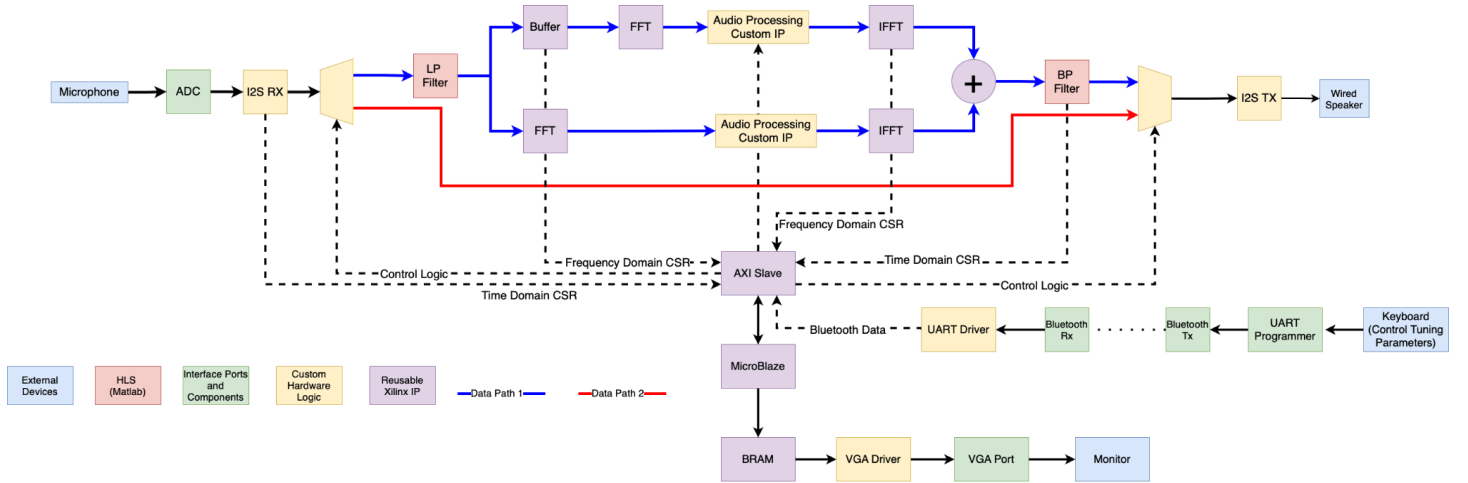 Buffer
FFT
Audio Processing
Custom IP
IFFT
LP
Filter
BP
Filter
Microphone
ADC
I2S RX
+
I2S TX
Wired
Speaker
FFT
Audio Processing
Custom IP
IFFT
Frequency Domain CSR
Frequency Domain CSR
Time Domain CSR
Control Logic
AXI Slave
Control Logic
Time Domain CSR
Bluetooth Data
UART Driver
Bluetooth
Rx
. . . . . .
Bluetooth
Tx
UART
Programmer
Keyboard
(Control Tuning
Parameters)
MicroBlaze
External
Devices
HLS
(Matlab)
Interface Ports
and
Components
Custom
Hardware
Logic
Reusable
Xilinx IP
Data Path 1
Data Path 2
BRAM
VGA Driver
VGA Port
Monitor